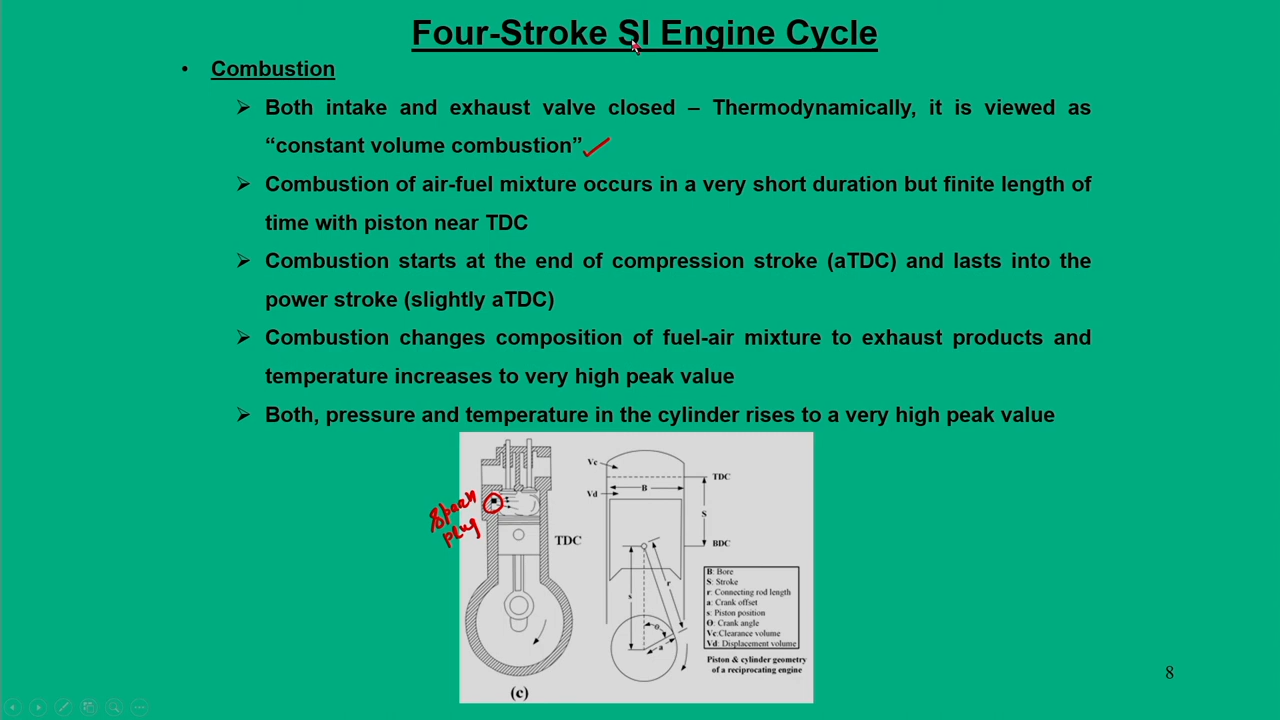 Four-Stroke SI Engine Cycle
• Combustion
Both intake and exhaust valve closed – Thermodynamically, it is viewed as
“constant volume combustion”
Combustion of air-fuel mixture occurs in a very short duration but finite length of
time with piston near TDC
Combustion starts at the end of compression stroke (aTDC) and lasts into the
power stroke (slightly aTDC)
Combustion changes composition of fuel-air mixture to exhaust products and
temperature increases to very high peak value
Both, pressure and temperature in the cylinder rises to a very high peak value
Spark
plug
TDC
(c)
Vc
Vd
B
TDC
S
BDC
s
r
Θ
a
B: Bore
S: Stroke
r: Connecting rod length
a: Crank offset
s: Piston position
Θ: Crank angle
Vc:Clearance volume
Vd: Displacement volume
Piston & cylinder geometry
of a reciprocating engine
8